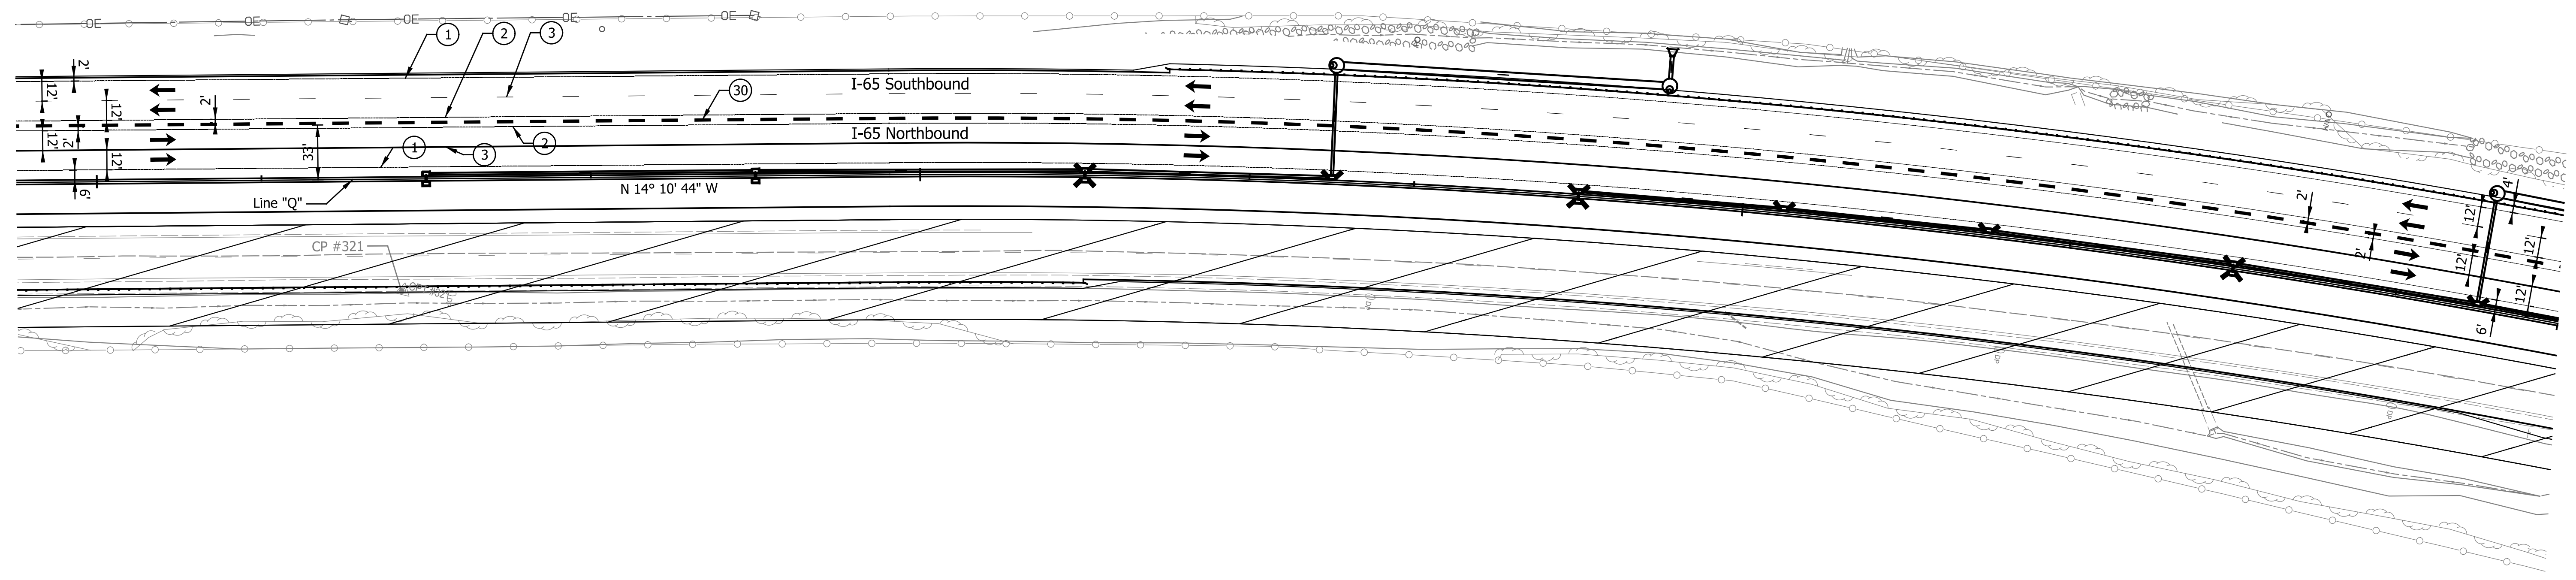 OE OE OE OE OE
1 2 3
2'
12' 12' 2' 30
I-65 Southbound
12' 2' 12' 33' 1 3 2
I-65 Northbound
6'
Line "Q"
N 14° 10' 44" W
CP #321
4'
2' 12' 12'
2' 12' 12'
6'